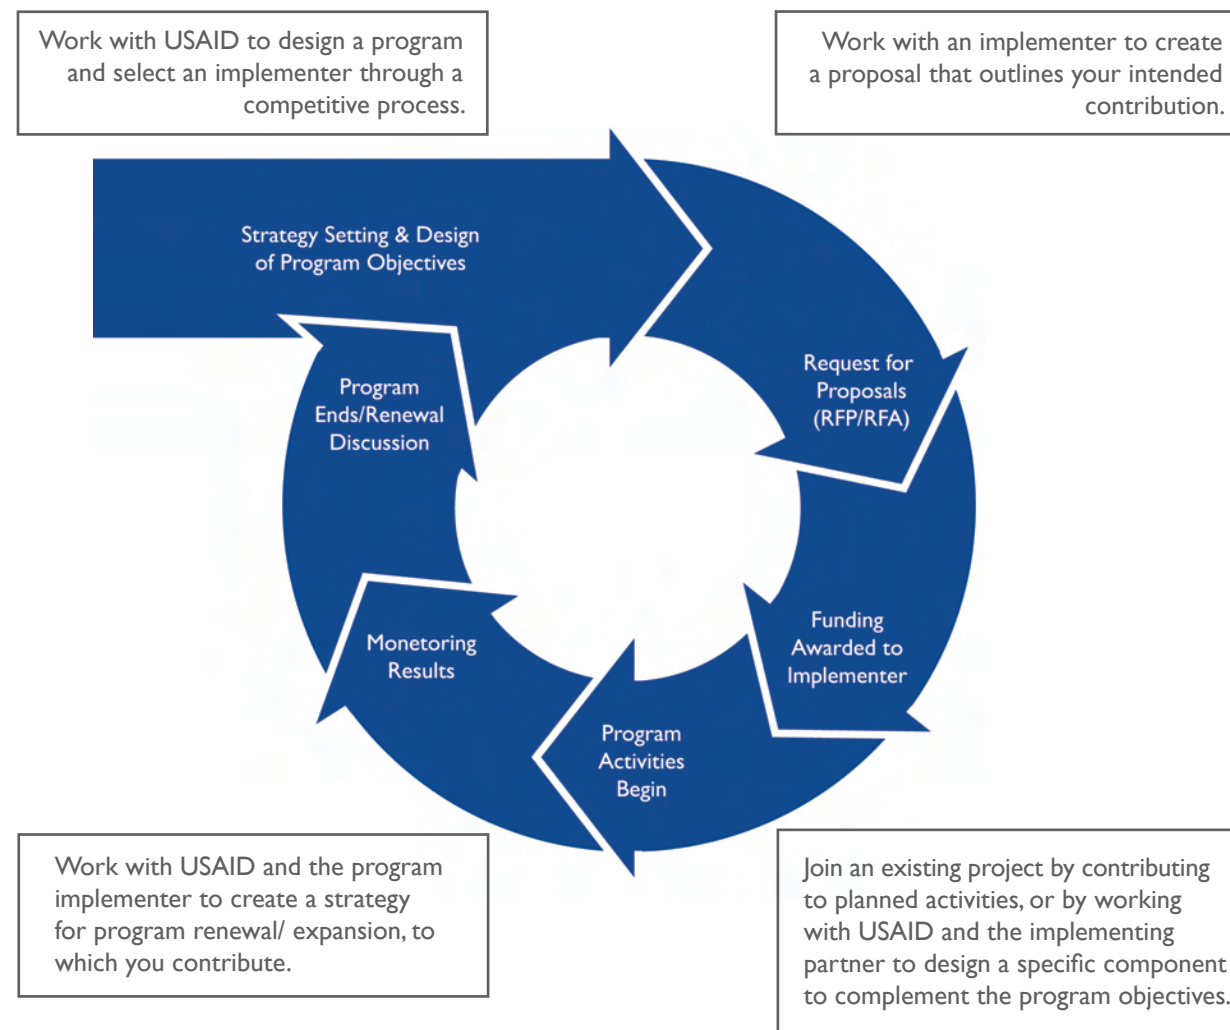 Work with USAID to design a program
and select an implementer through a
competitive process.
Work with an implementer to create
a proposal that outlines your intended
contribution.
Strategy Setting & Design
of Program Objectives
Request for
Proposals
(RFP/RFA)
Funding
Awarded to
Implementer
Program
Activities
Begin
Monetoring
Results
Program
Ends/Renewal
Discussion
Work with USAID and the program
implementer to create a strategy
for program renewal/ expansion, to
which you contribute.
Join an existing project by contributing
to planned activities, or by working
with USAID and the implementing
partner to design a specific component
to complement the program objectives.